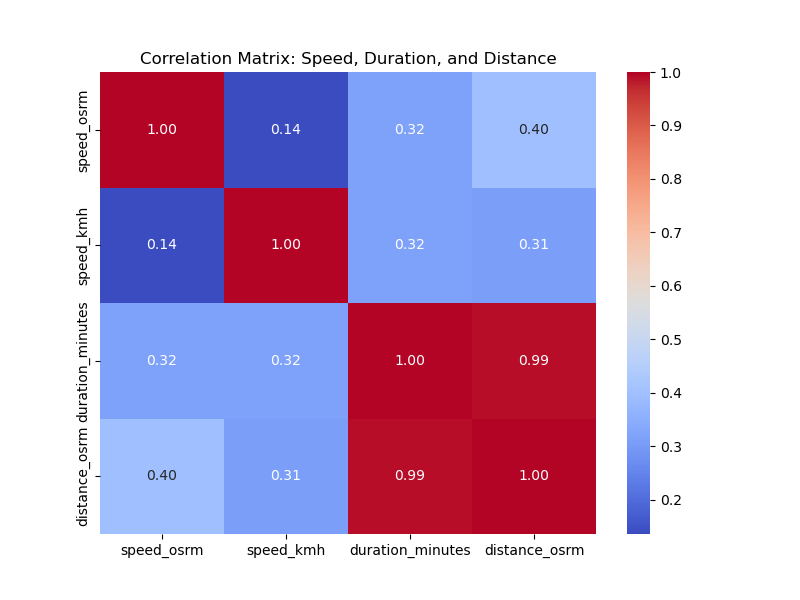 Correlation Matrix: Speed, Duration, and Distance
speed_osrm
1.00 0.14 0.32 0.40
speed_kmh
0.14 1.00 0.32 0.31
duration_minutes
0.32 0.32 1.00 0.99
distance_osrm
0.40 0.31 0.99 1.00
speed_osrm speed_kmh duration_minutes distance_osrm
1.0
0.9
0.8
0.7
0.6
0.5
0.4
0.3
0.2